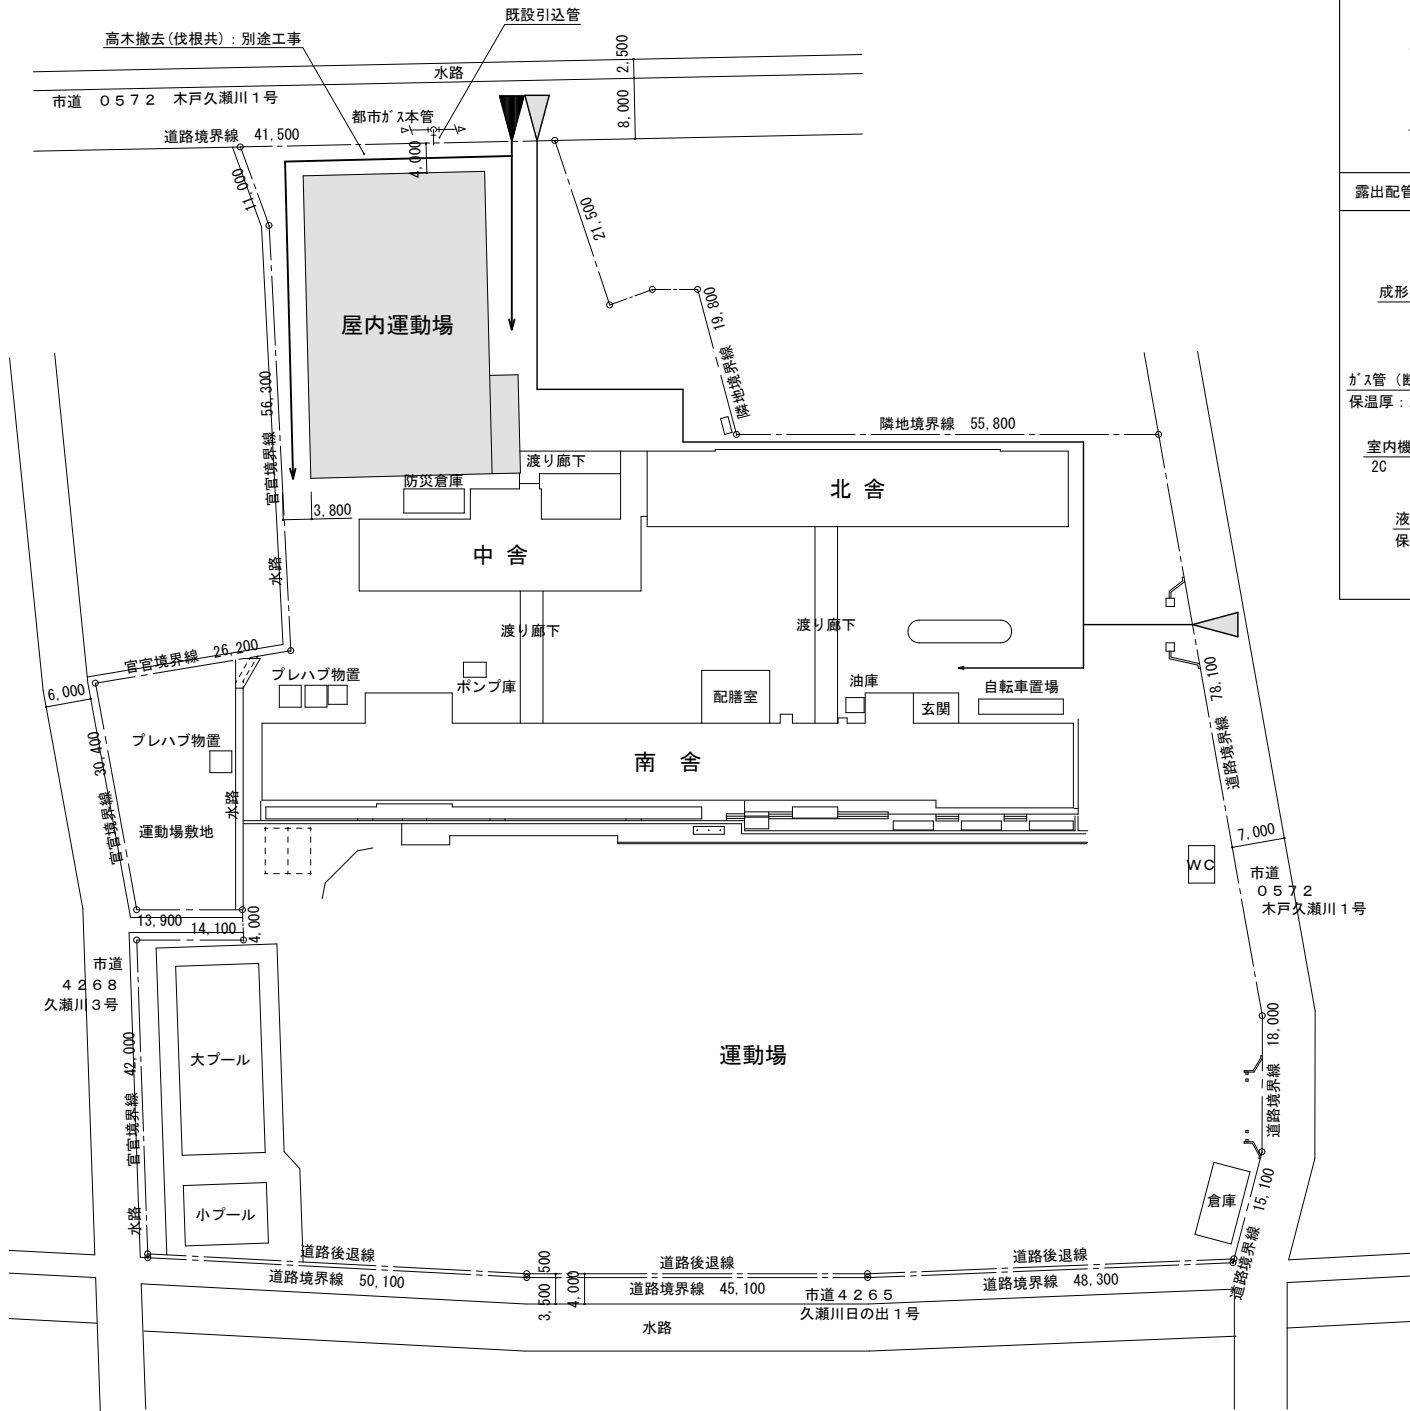 既設引込管
高木撤去(伐根共)：別途工事
水路
2,500
市道　０５７２　木戸久瀬川１号
8,000
都市ｶﾞｽ本管
道路境界線　41,500
4,000
11,000
21,500
露出配管
成形
屋内運動場
19,800
隣地境界線
官官境界線　56,300
隣地境界線　55,800
保温厚：
室内機
2C
液
保
渡り廊下
防災倉庫
北　舎
3,800
中　舎
水路
渡り廊下
渡り廊下
官官境界線　26,200
6,000
プレハブ物置
ポンプ庫
配膳室
油庫
玄関
自転車置場
道路境界線　78,100
プレハブ物置
官官境界線　30,400
南　舎
水路
運動場敷地
7,000
WC
市道
０５７２
木戸久瀬川１号
13,900
14,100
4,000
市道
４２６８
久瀬川３号
大プール
官官境界線　42,000
運動場
道路境界線　18,000
小プール
水路
倉庫
道路境界線　15,100
道路後退線
道路境界線　50,100
500
3,500
4,000
道路後退線
道路境界線　45,100
道路後退線
道路境界線　48,300
市道４２６５
久瀬川日の出１号
水路